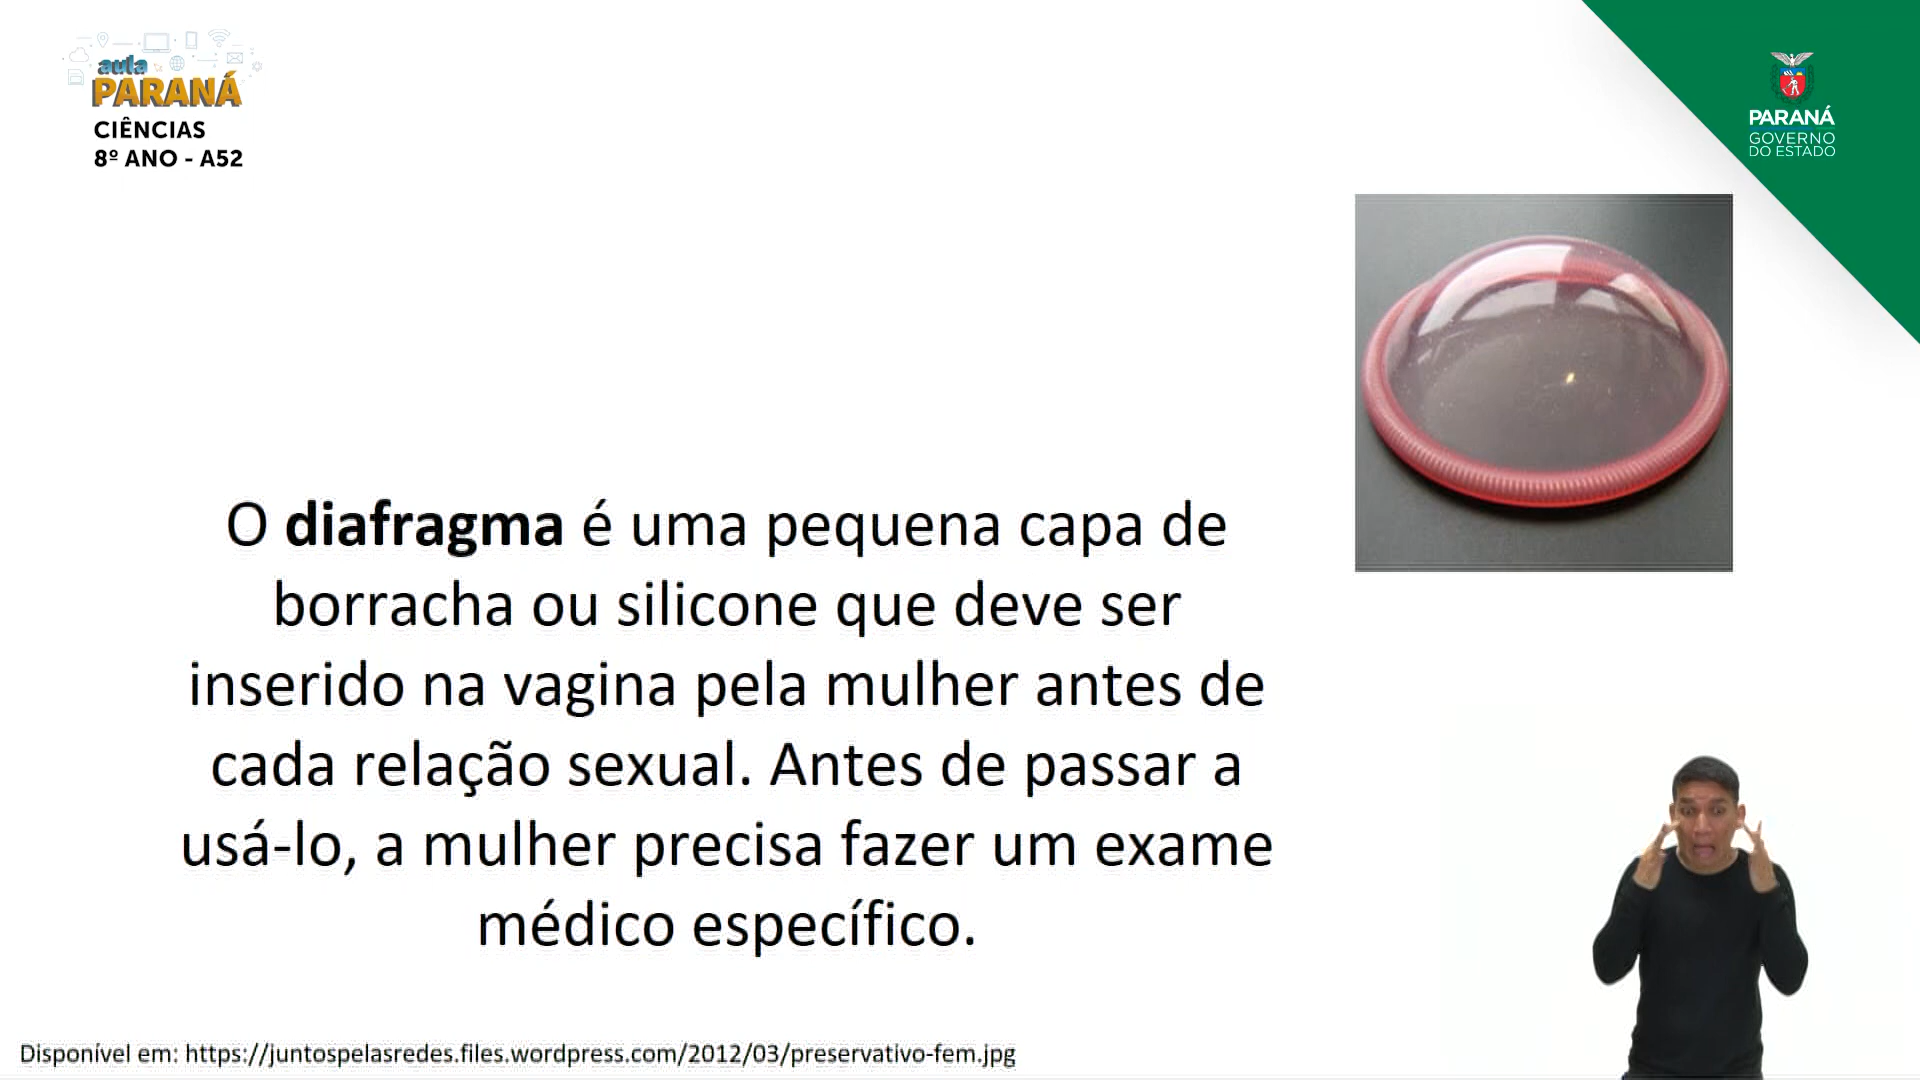 aula
PARANÁ
CIÊNCIAS
8º ANO - A52
PARANÁ
GOVERNO
DO ESTADO
O diafragma é uma pequena capa de
borracha ou silicone que deve ser
inserido na vagina pela mulher antes de
cada relação sexual. Antes de passar a
usá-lo, a mulher precisa fazer um exame
médico específico.
Disponível em: https://juntospelasredes.files.wordpress.com/2012/03/preservativo-fem.jpg